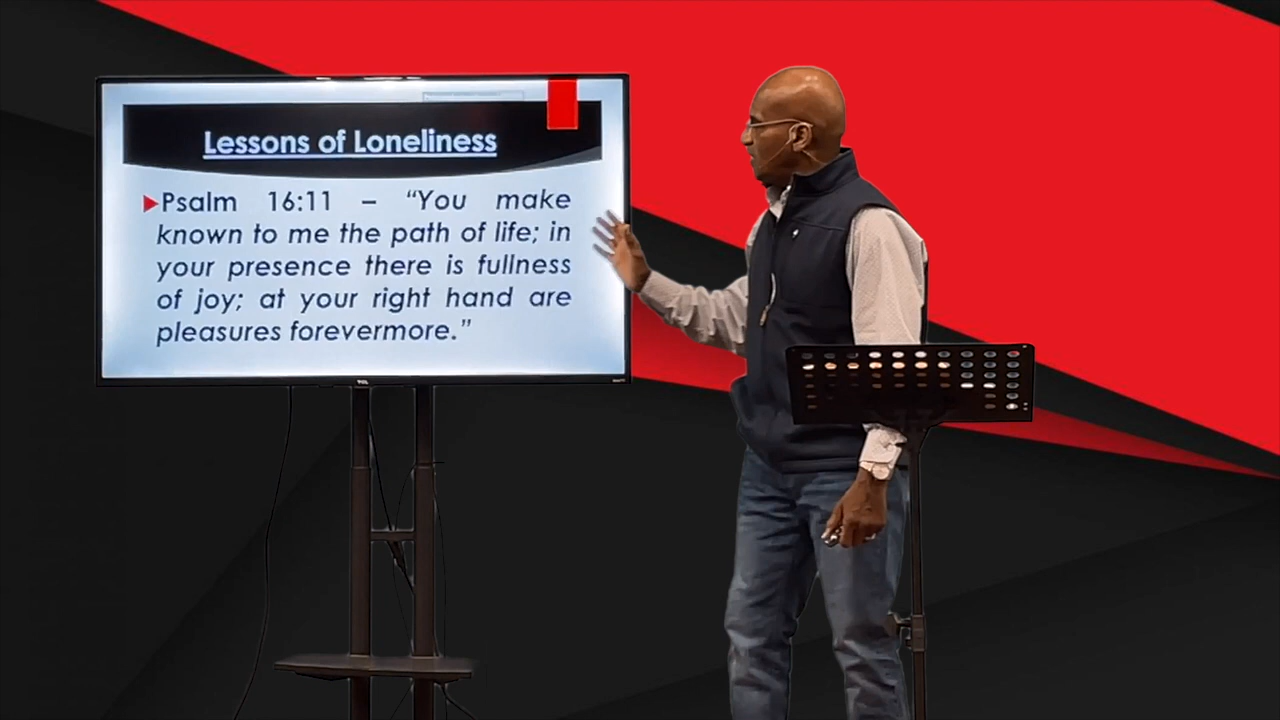 Lessons of Loneliness
Psalm 16:11 – “You make
known to me the path of life; in
your presence there is fullness
of joy; at your right hand are
pleasures forevermore.”
TCL